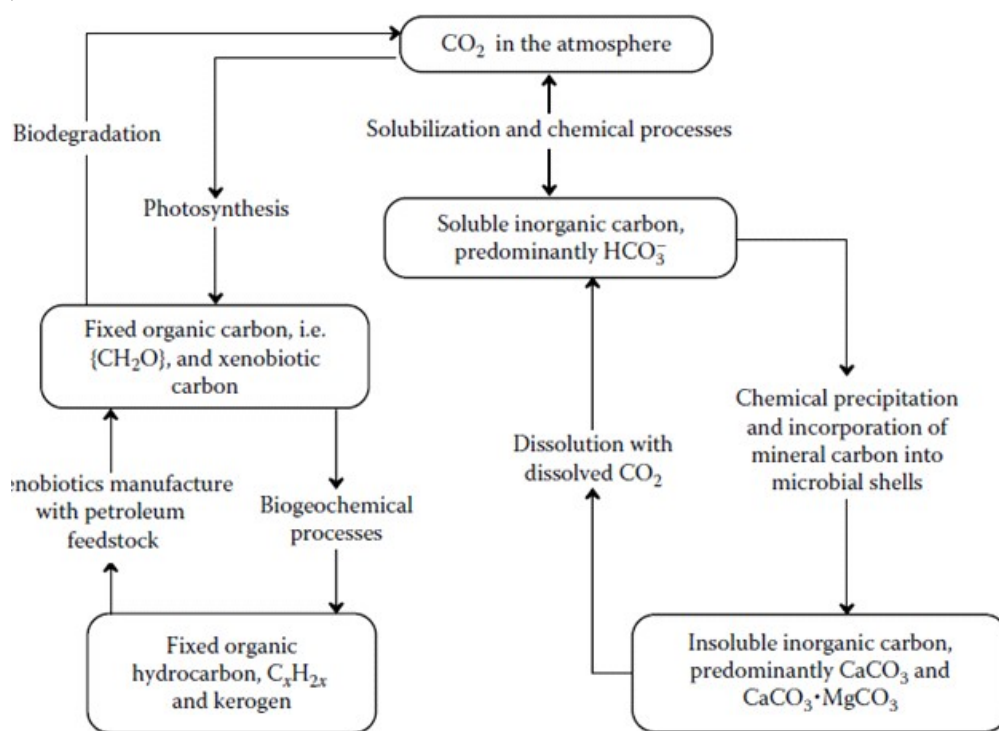 CO₂ in the atmosphere
Biodegradation
Solubilization and chemical processes
Photosynthesis
Soluble inorganic carbon,
predominantly HCO₃⁻
Fixed organic carbon, i.e.
{CH₂O}, and xenobiotic
carbon
Chemical precipitation
and incorporation of
mineral carbon into
microbial shells
Dissolution with
dissolved CO₂
enobiotics manufacture
with petroleum
feedstock
Biogeochemical
processes
Fixed organic
hydrocarbon, CₓH₂ₓ
and kerogen
Insoluble inorganic carbon,
predominantly CaCO₃ and
CaCO₃·MgCO₃